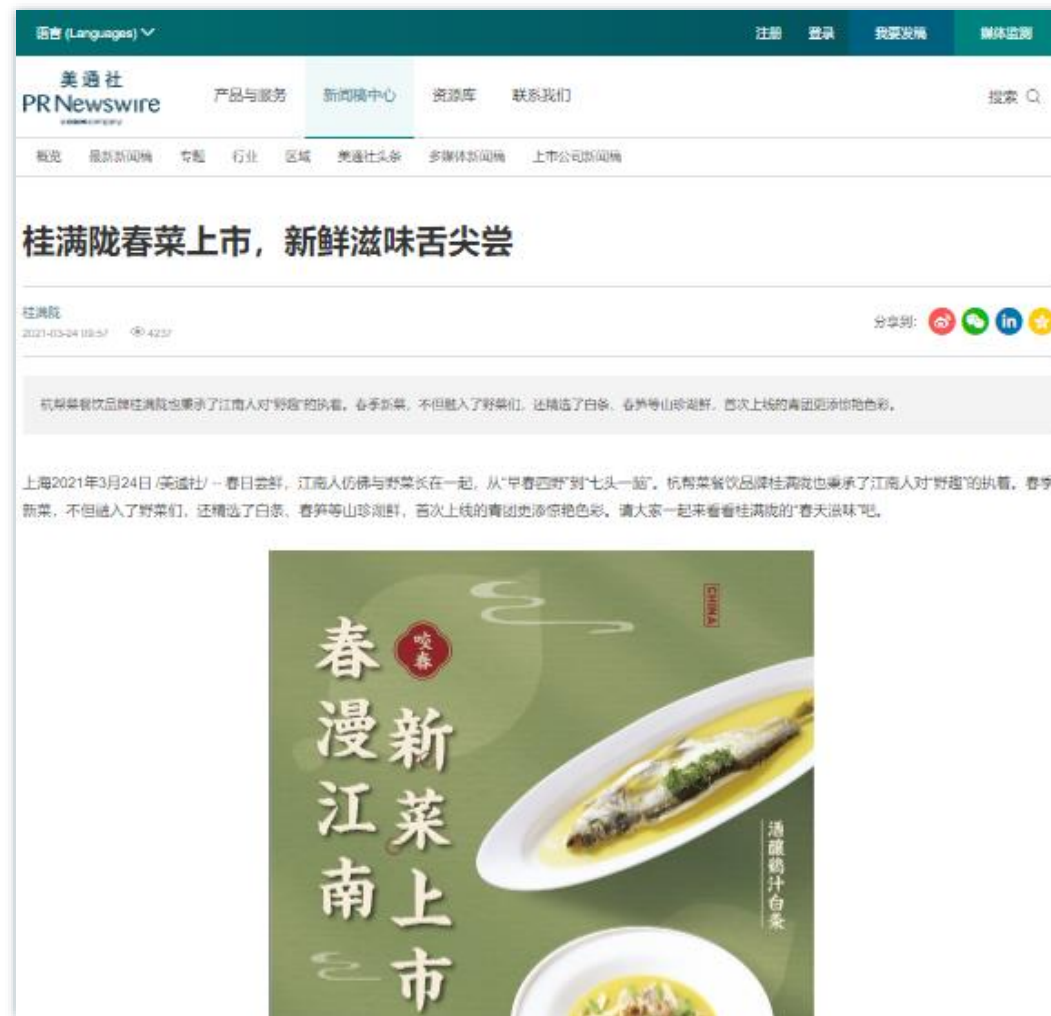 语言 (Languages)
注册 登录 我要发稿 媒体监测
美通社
PR Newswire
产品与服务 新闻稿中心 资源库 联系我们
搜索
概览 最新新闻稿 专题 行业 区域 美通社头条 多媒体新闻稿 上市公司新闻稿
桂满陇春菜上市，新鲜滋味舌尖尝
桂满陇
2021-03-24 09:57 4237
分享到:
杭帮菜餐饮品牌桂满陇也秉承了江南人对"野趣"的执着。春季新菜，不但融入了野菜们，还精选了白条、春笋等山珍湖鲜，首次上线的青团更添惊艳色彩。
上海2021年3月24日 /美通社/ -- 春日尝鲜，江南人仿佛与野菜长在一起，从"早春四野"到"七头一脑"。杭帮菜餐饮品牌桂满陇也秉承了江南人对"野趣"的执着。春季
新菜，不但融入了野菜们，还精选了白条、春笋等山珍湖鲜，首次上线的青团更添惊艳色彩。请大家一起来看看桂满陇的"春天滋味"吧。
CHINA
咬春
春漫江南
新菜上市
酒酿鸡汁白条